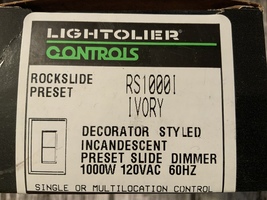 LIGHTOLIER
CONTROLS
ROCKSLIDE RS1000I
PRESET IVORY
DECORATOR STYLED
INCANDESCENT
PRESET SLIDE DIMMER
1000W 120VAC 60HZ
SINGLE OR MULTILOCATION CONTROL